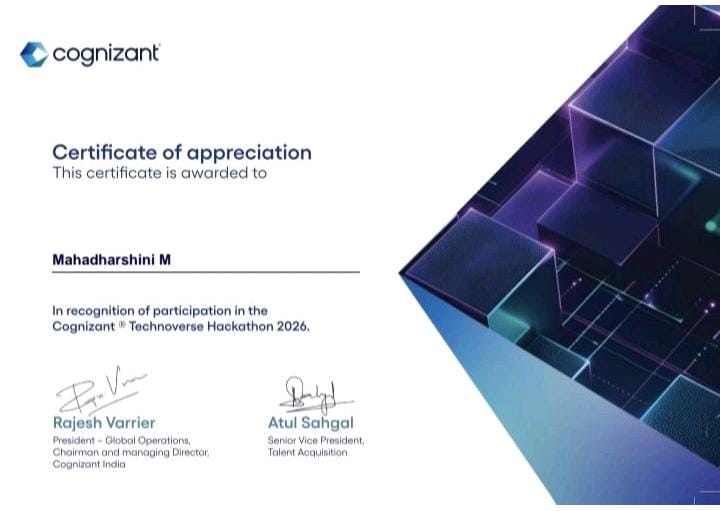 cognizant
Certificate of appreciation
This certificate is awarded to
Mahadharshini M
In recognition of participation in the
Cognizant ® Technoverse Hackathon 2026.
Rajesh Varrier
President – Global Operations,
Chairman and managing Director,
Cognizant India
Atul Sahgal
Senior Vice President,
Talent Acquisition